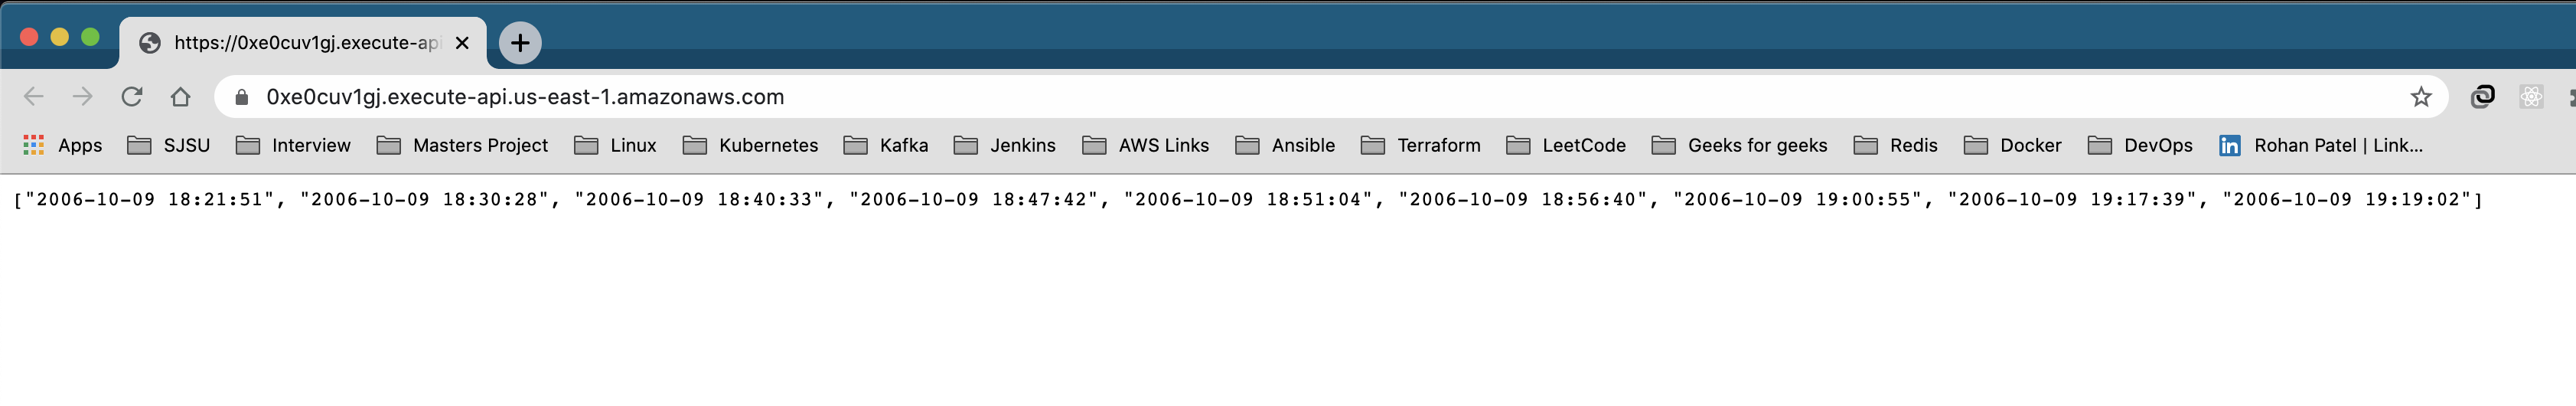 https://0xe0cuv1gj.execute-api
0xe0cuv1gj.execute-api.us-east-1.amazonaws.com
Apps SJSU Interview Masters Project Linux Kubernetes Kafka Jenkins AWS Links Ansible Terraform LeetCode Geeks for geeks Redis Docker DevOps in Rohan Patel | Link...
["2006-10-09 18:21:51", "2006-10-09 18:30:28", "2006-10-09 18:40:33", "2006-10-09 18:47:42", "2006-10-09 18:51:04", "2006-10-09 18:56:40", "2006-10-09 19:00:55", "2006-10-09 19:17:39", "2006-10-09 19:19:02"]